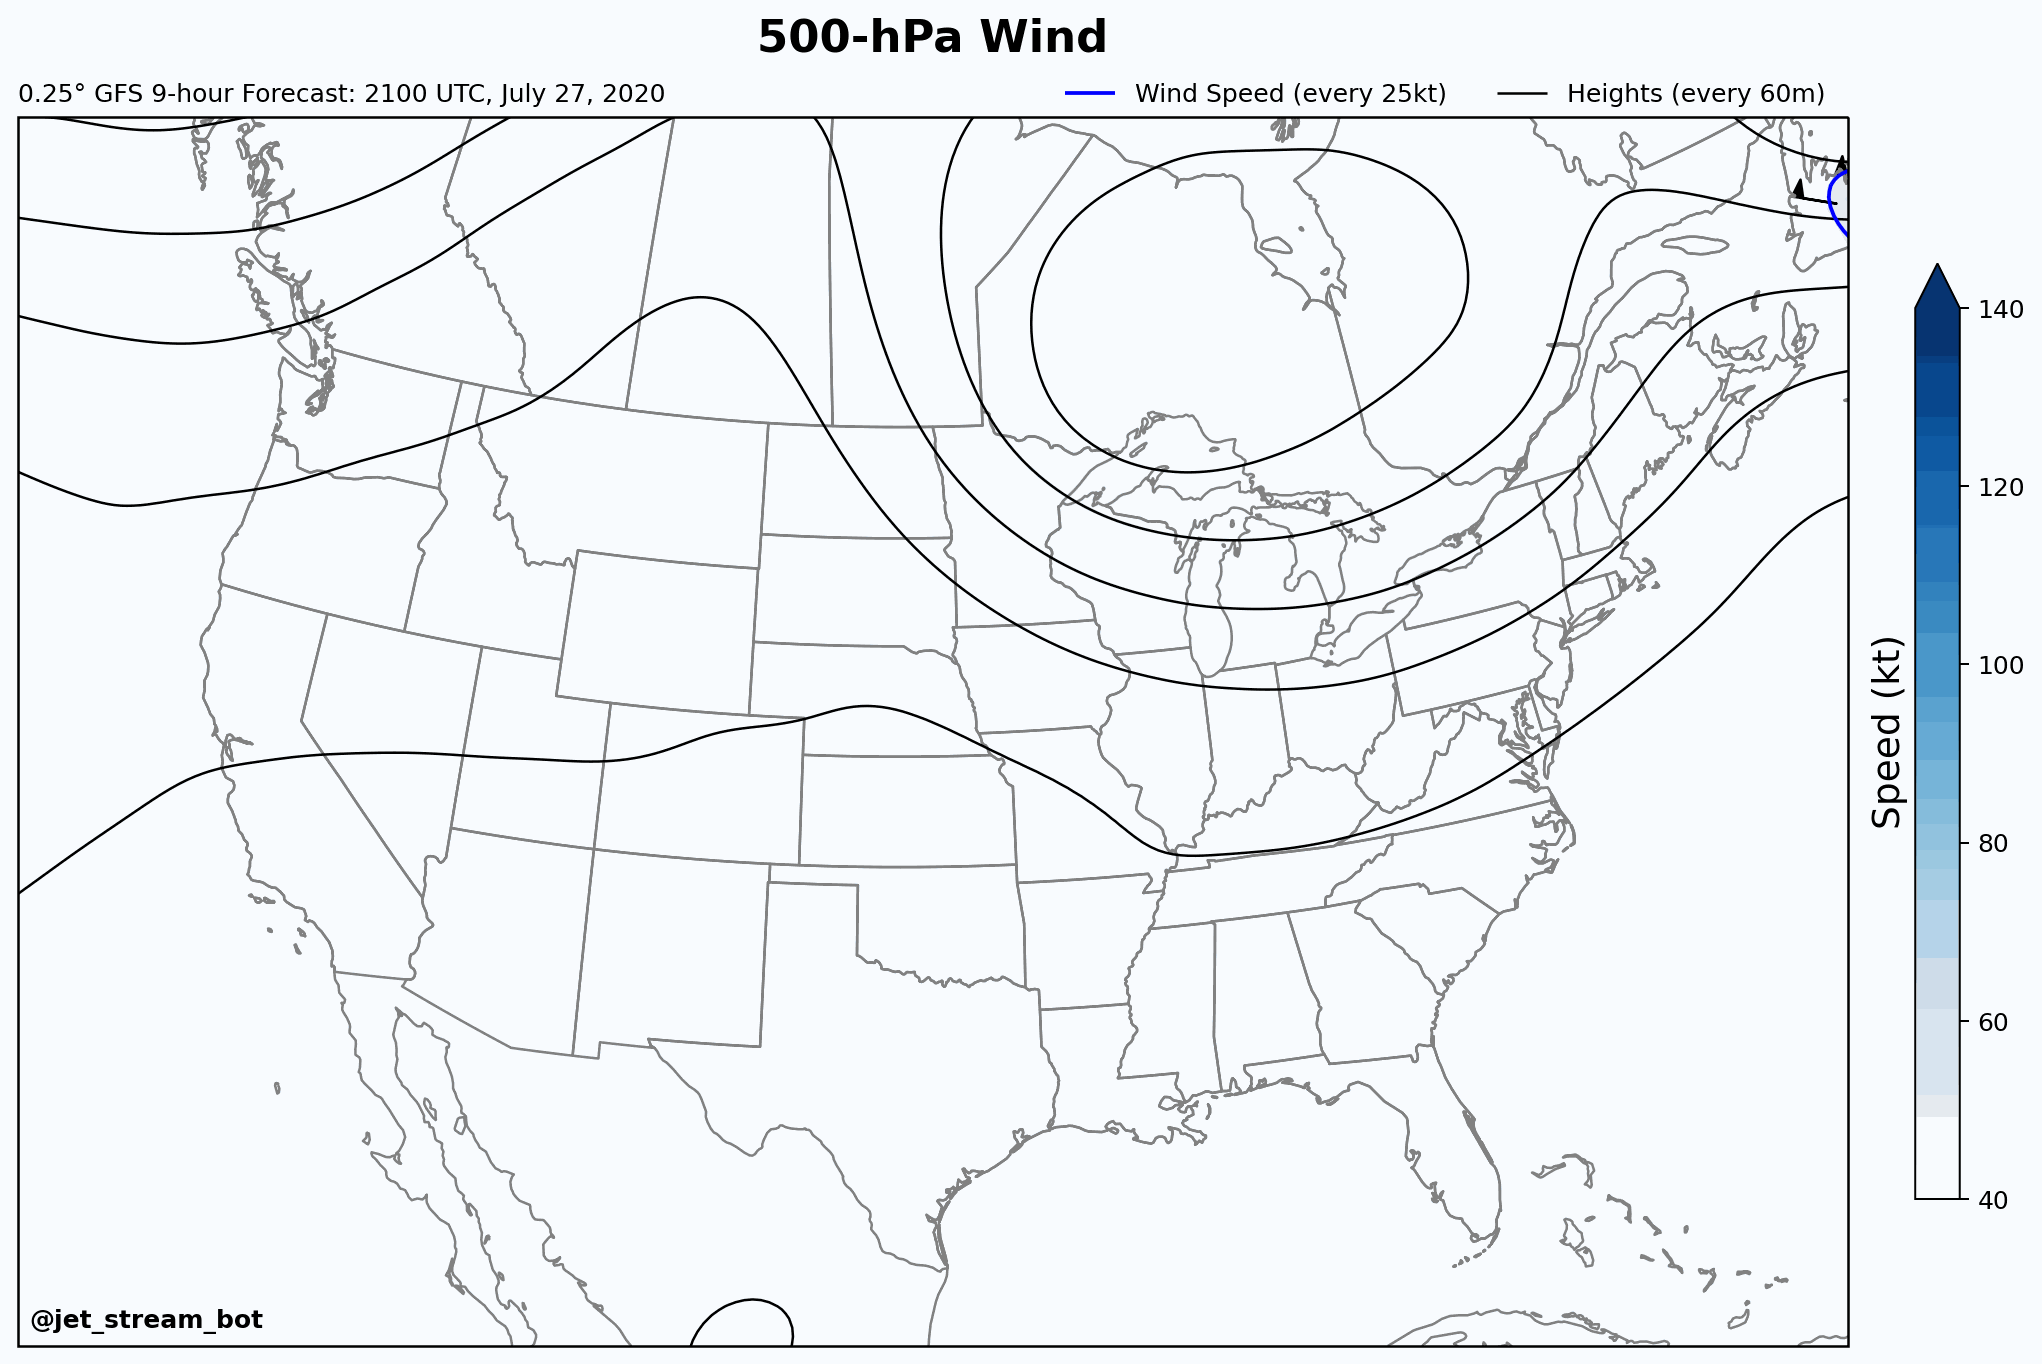 500-hPa Wind
0.25° GFS 9-hour Forecast: 2100 UTC, July 27, 2020
Wind Speed (every 25kt)
Heights (every 60m)
140
120
100
80
60
40
Speed (kt)
@jet_stream_bot